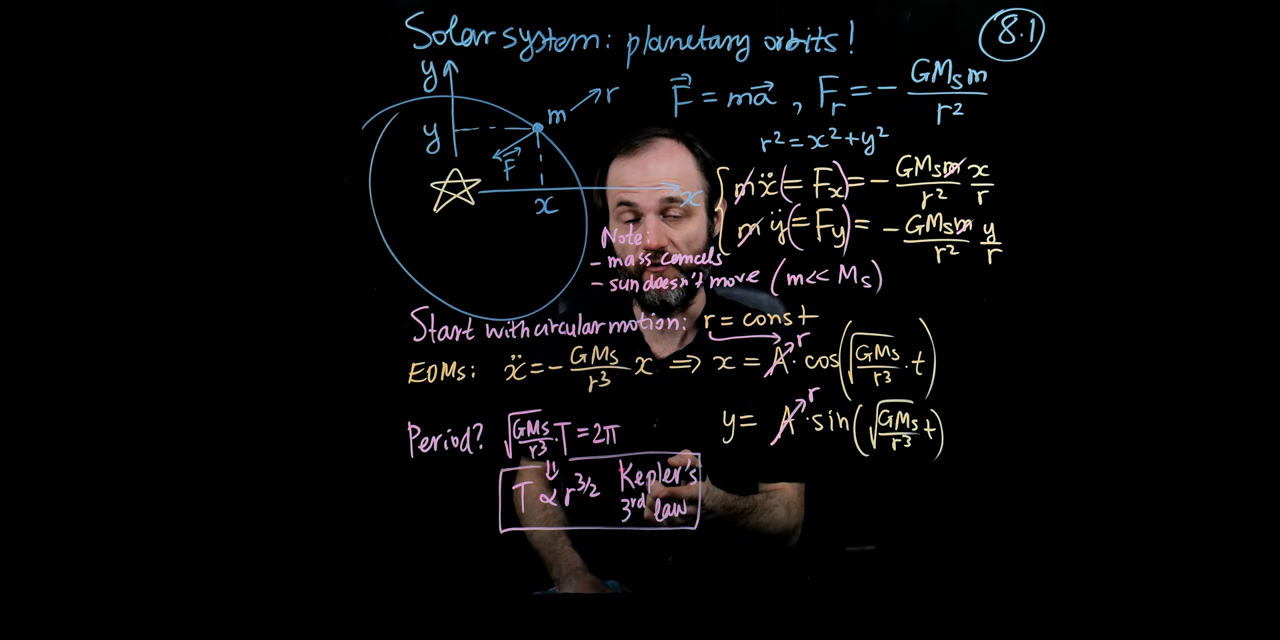 Solar system: planetary orbits!
8.1
y
m
r
F⃗ = ma⃗ , F_r = - GM_s m / r²
y
F⃗
r² = x² + y²
x
x
mẍ (= F_x) = - GM_s m / r² x / r
mÿ (= F_y) = - GM_s m / r² y / r
Note:
- mass cancels
- sun doesn't move (m << M_s)
Start with circular motion: r = const
EOMs: ẍ = - GM_s / r³ x ⇒ x = A r · cos(√(GM_s / r³) · t)
y = A r · sin(√(GM_s / r³) t)
Period? √(GM_s / r³) · T = 2π
⇓
T ∝ r^3/2 Kepler's
3rd law